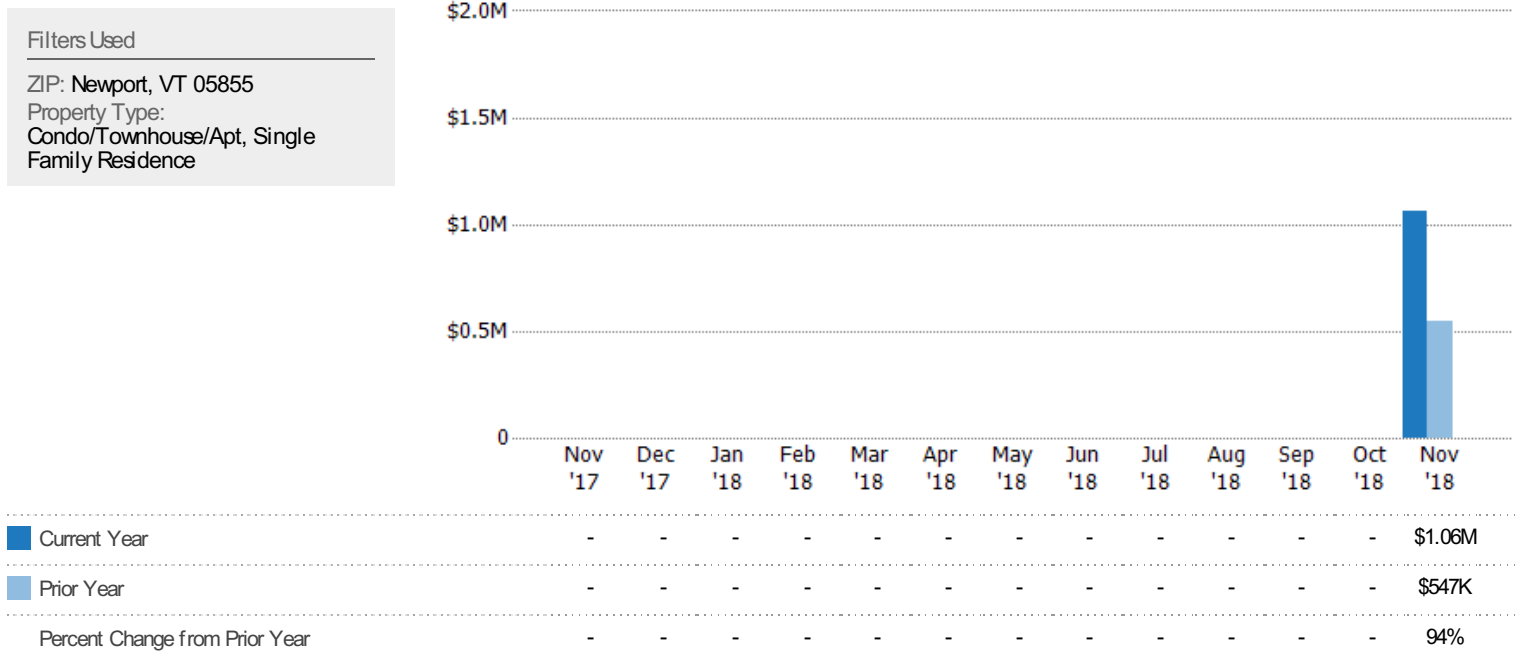 Filters Used
ZIP: Newport, VT 05855
Property Type:
Condo/Townhouse/Apt, Single
Family Residence
$2.0M
$1.5M
$1.0M
$0.5M
0
Nov Dec Jan Feb Mar Apr May Jun Jul Aug Sep Oct Nov
'17 '17 '18 '18 '18 '18 '18 '18 '18 '18 '18 '18 '18
Current Year - - - - - - - - - - - - $1.06M
Prior Year - - - - - - - - - - - - $547K
Percent Change from Prior Year - - - - - - - - - - - - 94%